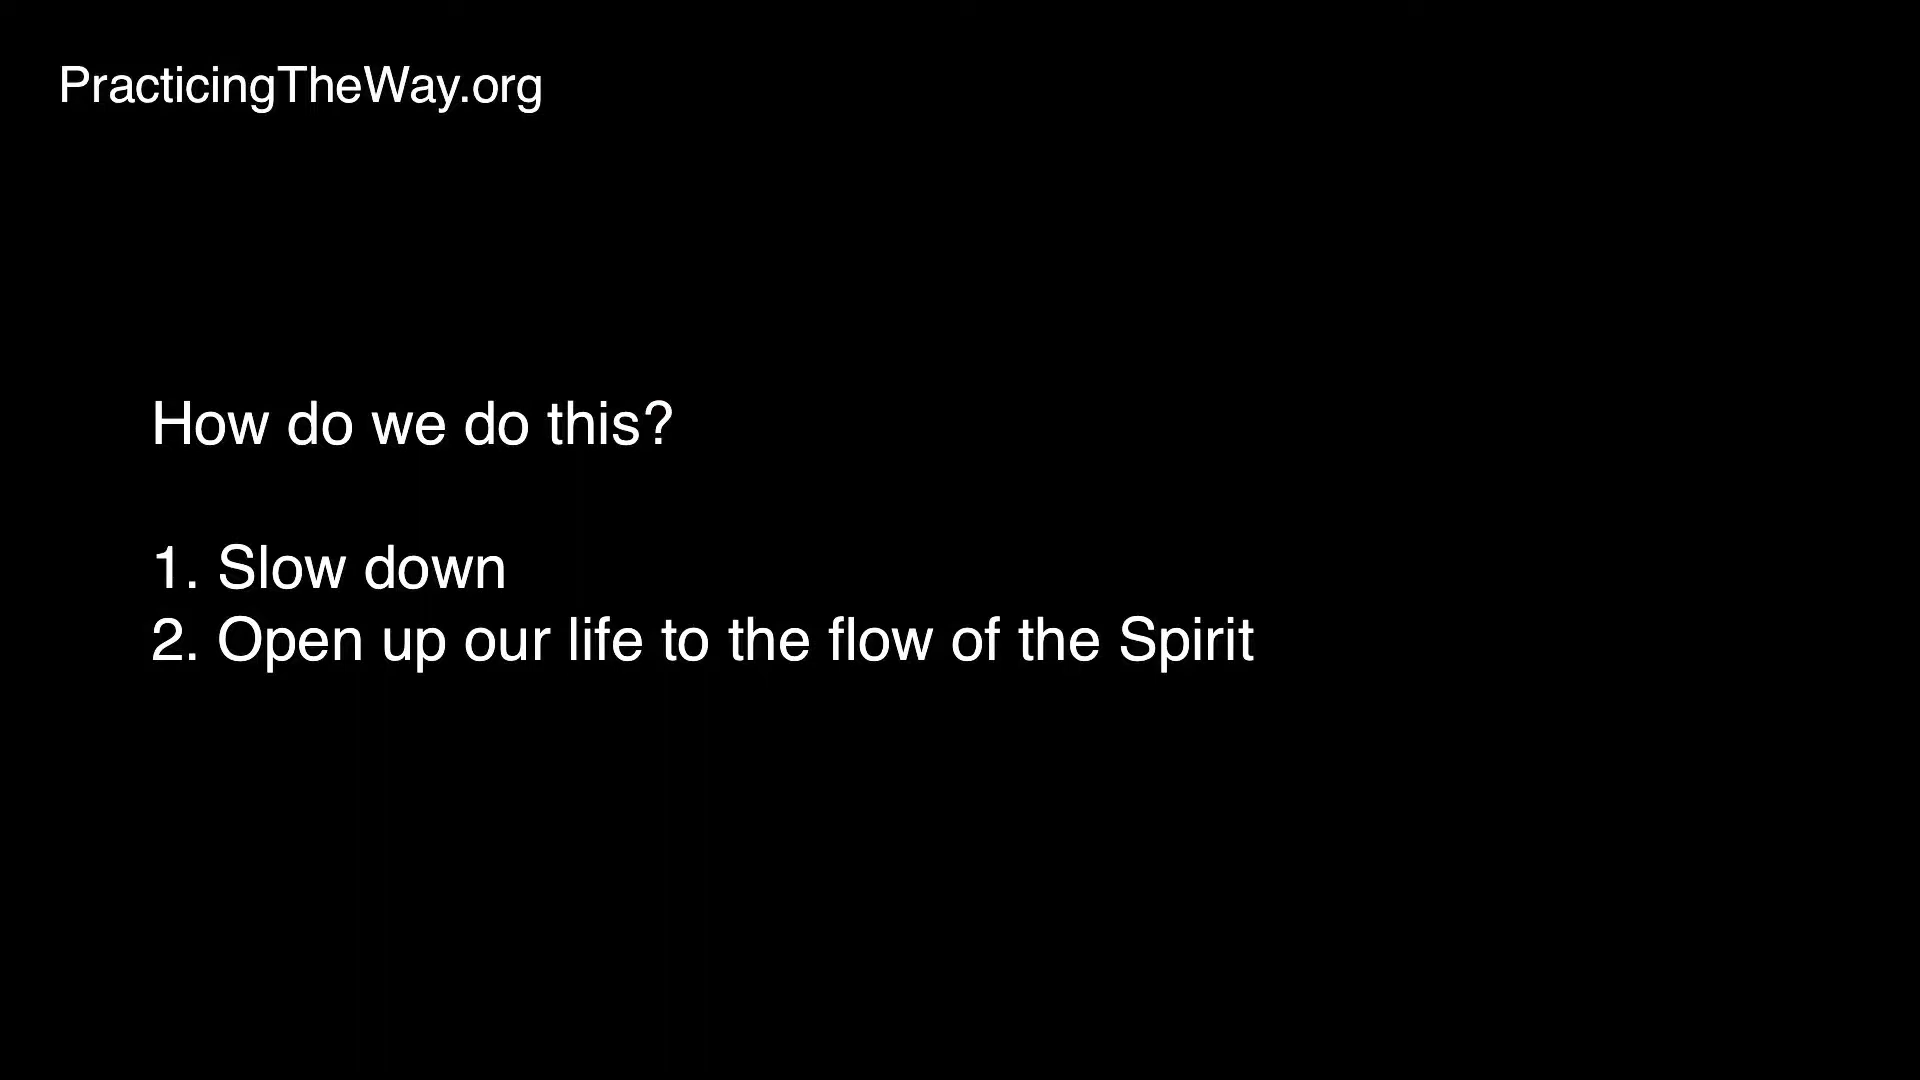 PracticingTheWay.org
How do we do this?
1. Slow down
2. Open up our life to the flow of the Spirit